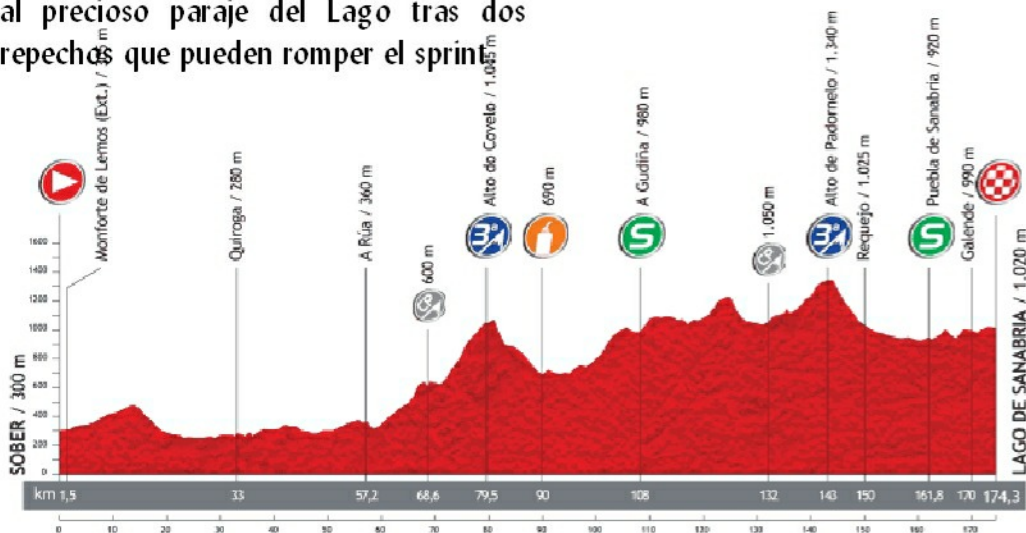 al precioso paraje del Lago tras dos
repechos que pueden romper el sprint
Monforte de Lemos (Ext.) /
Quiroga / 280 m
A Rúa / 360 m
600 m
Alto do Covelo / 1.045 m
690 m
A Gudiña / 980 m
1.050 m
Alto de Padornelo / 1.340 m
Requejo / 1.025 m
Puebla de Sanabria / 920 m
Galende / 990 m
3ª
S
3ª
S
SOBER / 300 m
LAGO DE SANABRIA / 1.020 m
1600
1400
1200
1000
800
600
400
200
0
km 1,5 33 57,2 68,6 79,5 90 108 132 143 150 161,8 170 174,3
0 10 20 30 40 50 60 70 80 90 100 110 120 130 140 150 160 170